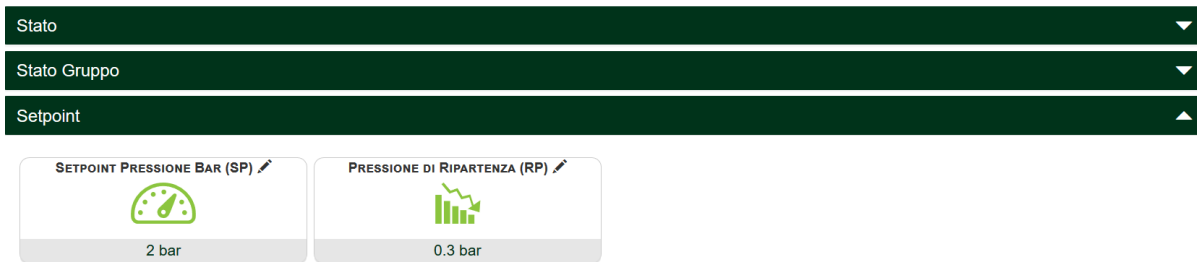 Stato
Stato Gruppo
Setpoint
Setpoint Pressione Bar (SP)
Pressione di Ripartenza (RP)
2 bar
0.3 bar